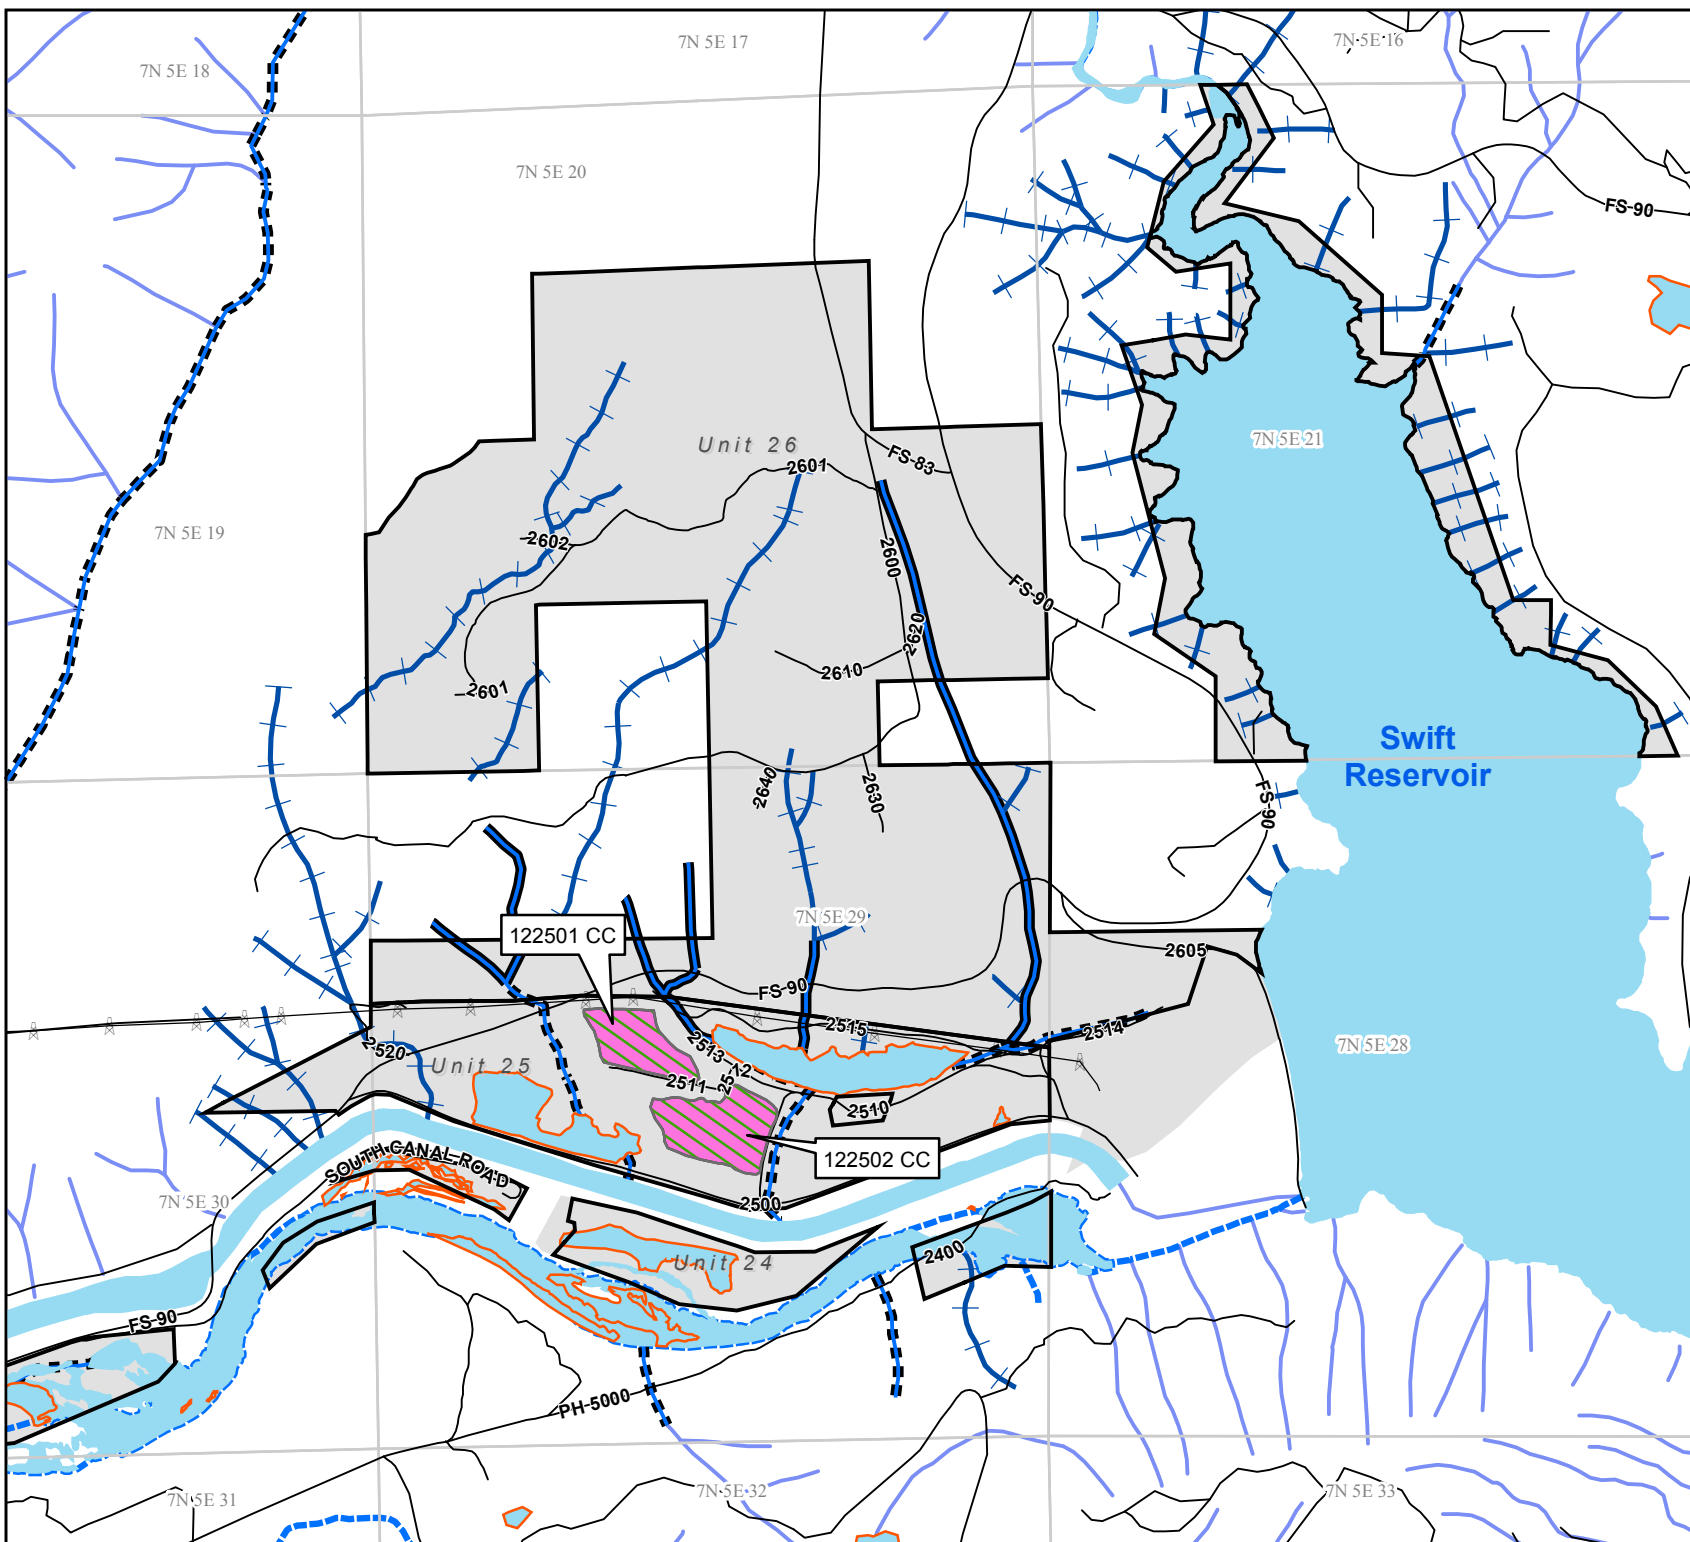 7N 5E 17
7N 5E 16
7N 5E 18
7N 5E 20
FS-90
Unit 26
7N 5E 21
FS-83
2601
7N 5E 19
2602
2600
FS-90
2620
2610
2601
Swift
Reservoir
2640
2630
FS-90
7N 5E 29
122501 CC
2605
FS-90
2515
2514
2513
7N 5E 28
2520
Unit 25
2512
2511
2510
122502 CC
SOUTH CANAL ROAD
7N 5E 30
2500
2400
Unit 24
FS-90
PH-5000
7N 5E 31
7N 5E 32
7N 5E 33